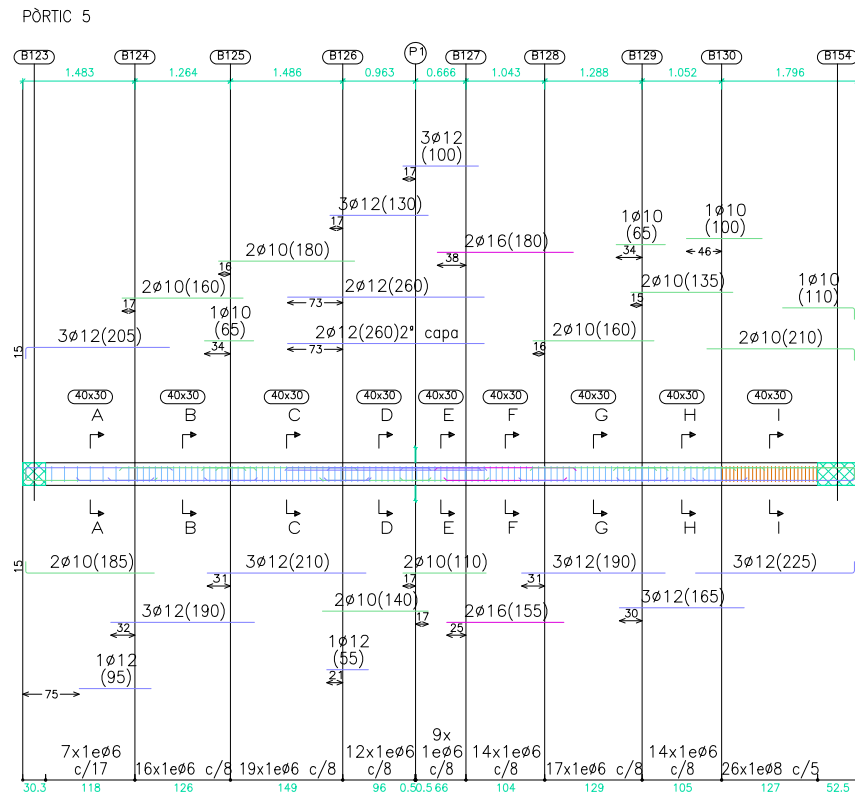 PÒRTIC 5
B123 B124 B125 B126 P1 B127 B128 B129 B130 B154
1.483 1.264 1.486 0.963 0.666 1.043 1.288 1.052 1.796
3ø12
(100)
17
3ø12(130)
17
1ø10
(65)
34
1ø10
(100)
46
2ø10(180)
16
2ø16(180)
38
2ø10(160)
17
2ø12(260)
73
2ø10(135)
15
1ø10
(110)
1ø10
(65)
34
3ø12(205)
15
2ø12(260)2ª capa
73
2ø10(160)
16
2ø10(210)
40x30 40x30 40x30 40x30 40x30 40x30 40x30 40x30 40x30
A B C D E F G H I
A B C D E F G H I
15
2ø10(185)
3ø12(210)
31
2ø10(110)
17
3ø12(190)
31
3ø12(225)
3ø12(190)
32
2ø10(140)
17
2ø16(155)
25
3ø12(165)
30
1ø12
(55)
21
1ø12
(95)
75
7x1eø6
c/17
16x1eø6 c/8
19x1eø6 c/8
12x1eø6
c/8
9x
1eø6
c/8
14x1eø6
c/8
17x1eø6 c/8
14x1eø6
c/8
26x1eø8 c/5
30.3 118 126 149 96 0.50.5 66 104 129 105 127 52.5